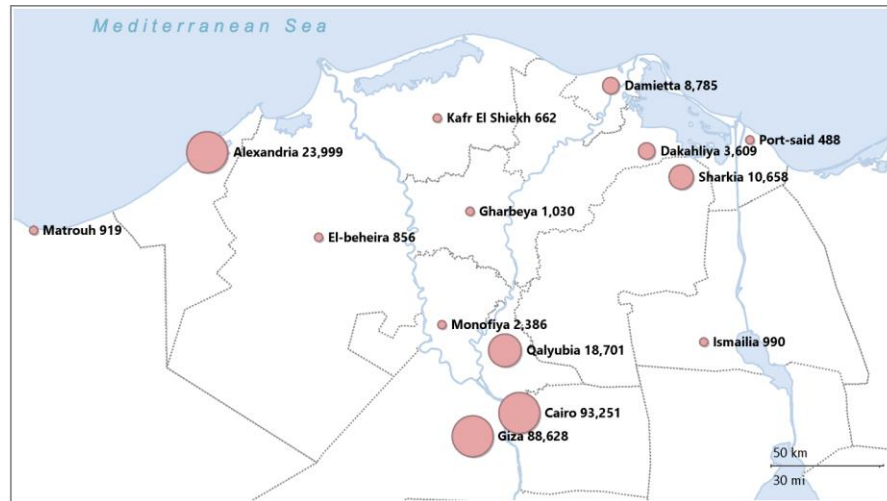 Mediterranean Sea
Damietta 8,785
Kafr El Shiekh 662
Port-said 488
Alexandria 23,999
Dakahliya 3,609
Sharkia 10,658
Gharbeya 1,030
Matrouh 919
El-beheira 856
Monofiya 2,386
Ismailia 990
Qalyubia 18,701
Cairo 93,251
Giza 88,628
50 km
30 mi